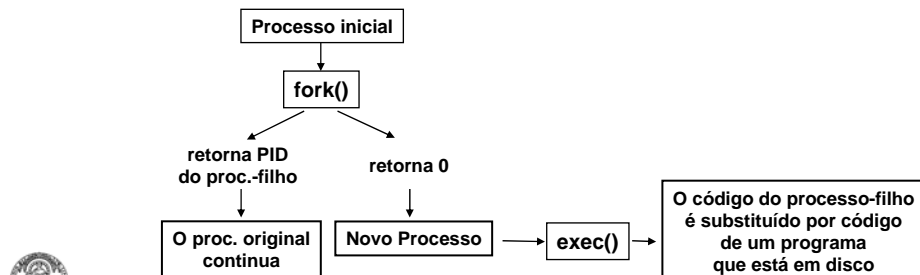 Processo inicial
fork()
retorna PID
do proc.-filho
retorna 0
O proc. original
continua
Novo Processo
exec()
O código do processo-filho
é substituído por código
de um programa
que está em disco